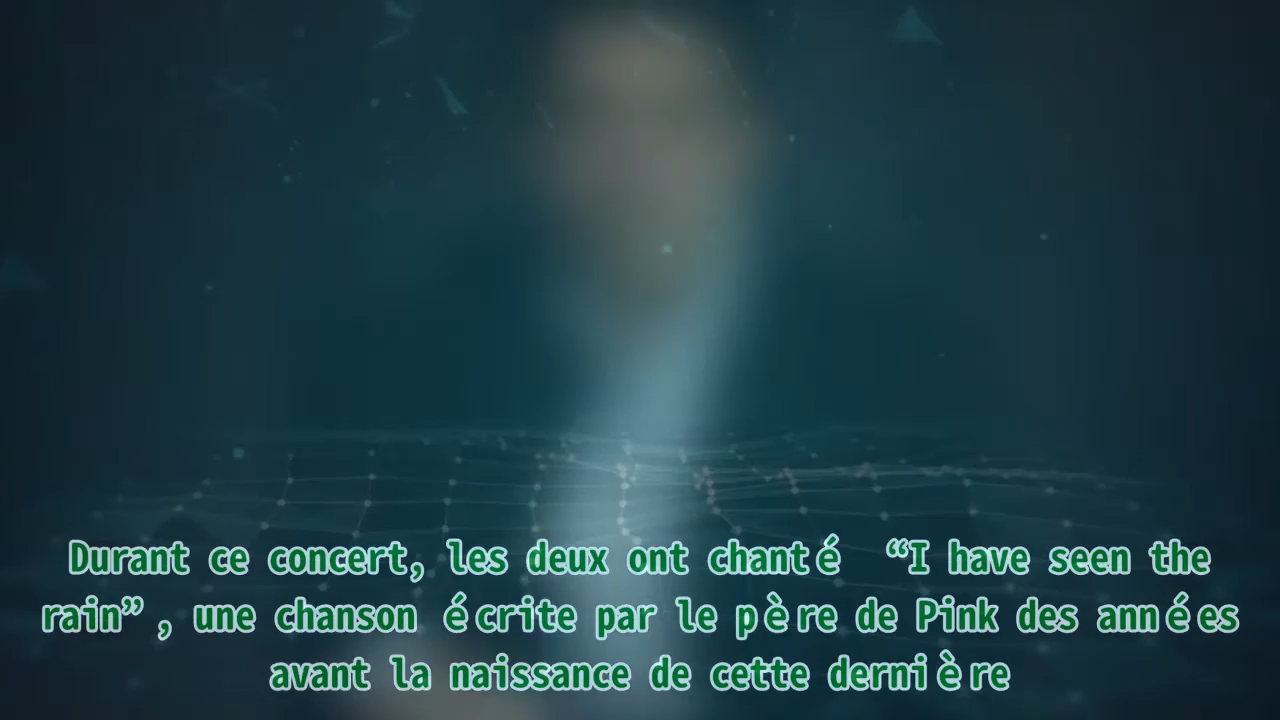 Durant ce concert, les deux ont chanté “I have seen the
rain”, une chanson écrite par le père de Pink des années
avant la naissance de cette dernière